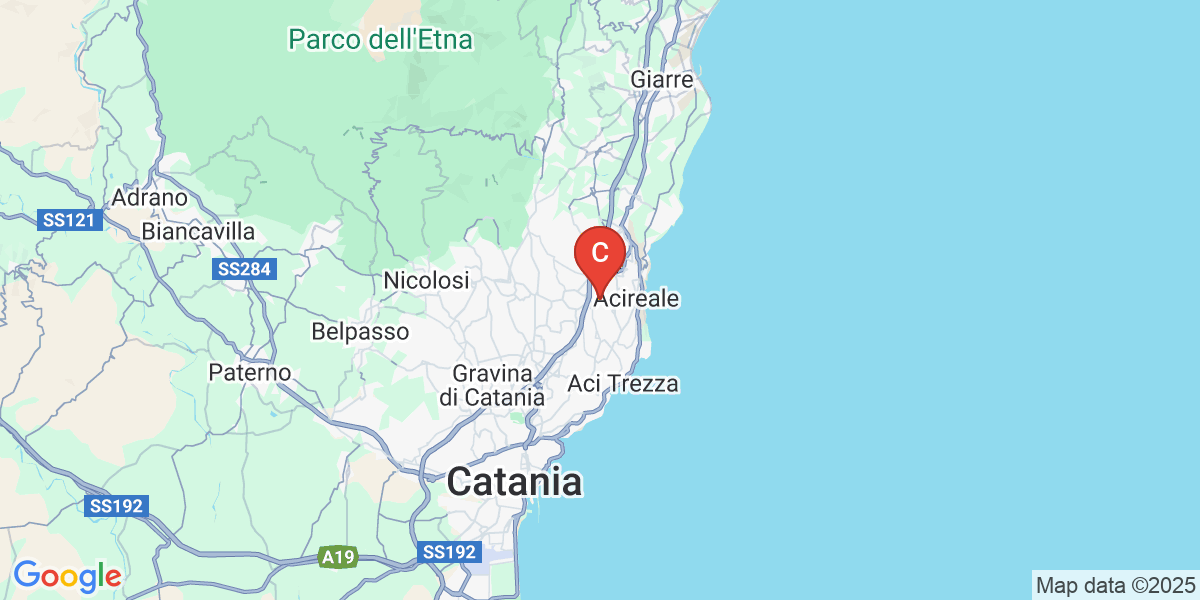 Parco dell'Etna
Giarre
Adrano
SS121
Biancavilla
C
SS284
Nicolosi
Acireale
Belpasso
Paterno
Gravina
di Catania
Aci Trezza
Catania
SS192
SS192
A19
Google
Map data ©2025